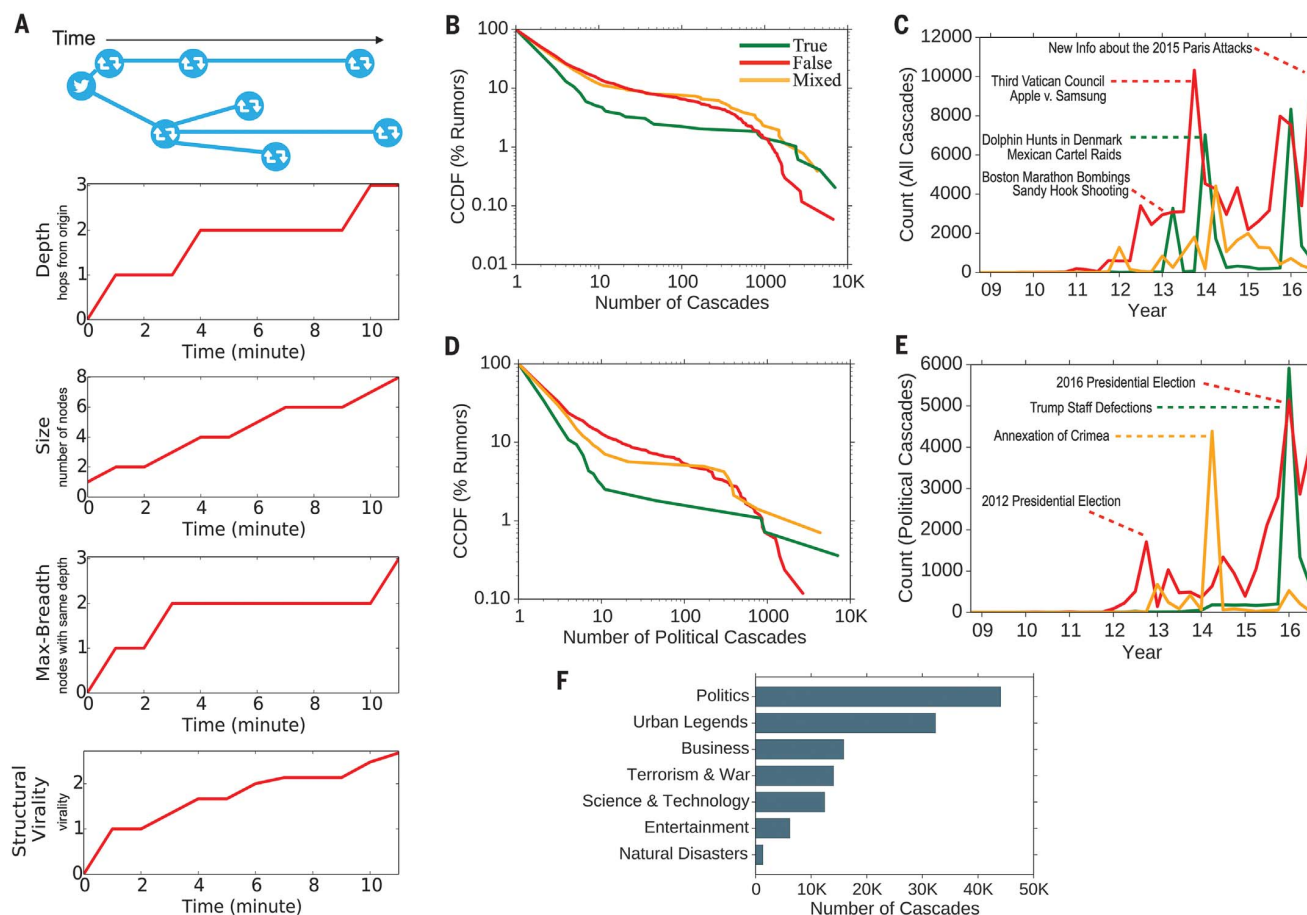 A
Time
3
2
1
0
Depth
hops from origin
0
2
4
6
8
10
Time (minute)
8
6
4
2
0
Size
number of nodes
0
2
4
6
8
10
Time (minute)
3
2
1
0
Max-Breadth
nodes with same depth
0
2
4
6
8
10
Time (minute)
2
1
0
Structural
Virality
virality
0
2
4
6
8
10
Time (minute)
B
100
10
1
0.10
0.01
CCDF (% Rumors)
True
False
Mixed
1
10
100
1000
10K
Number of Cascades
C
12000
10000
8000
6000
4000
2000
0
Count (All Cascades)
New Info about the 2015 Paris Attacks
Third Vatican Council
Apple v. Samsung
Dolphin Hunts in Denmark
Mexican Cartel Raids
Boston Marathon Bombings
Sandy Hook Shooting
09
10
11
12
13
14
15
16
Year
D
100
10
1
0.10
CCDF (% Rumors)
1
10
100
1000
10K
Number of Political Cascades
E
6000
5000
4000
3000
2000
1000
0
Count (Political Cascades)
2016 Presidential Election
Trump Staff Defections
Annexation of Crimea
2012 Presidential Election
09
10
11
12
13
14
15
16
Year
F
Politics
Urban Legends
Business
Terrorism & War
Science & Technology
Entertainment
Natural Disasters
0
10K
20K
30K
40K
50K
Number of Cascades